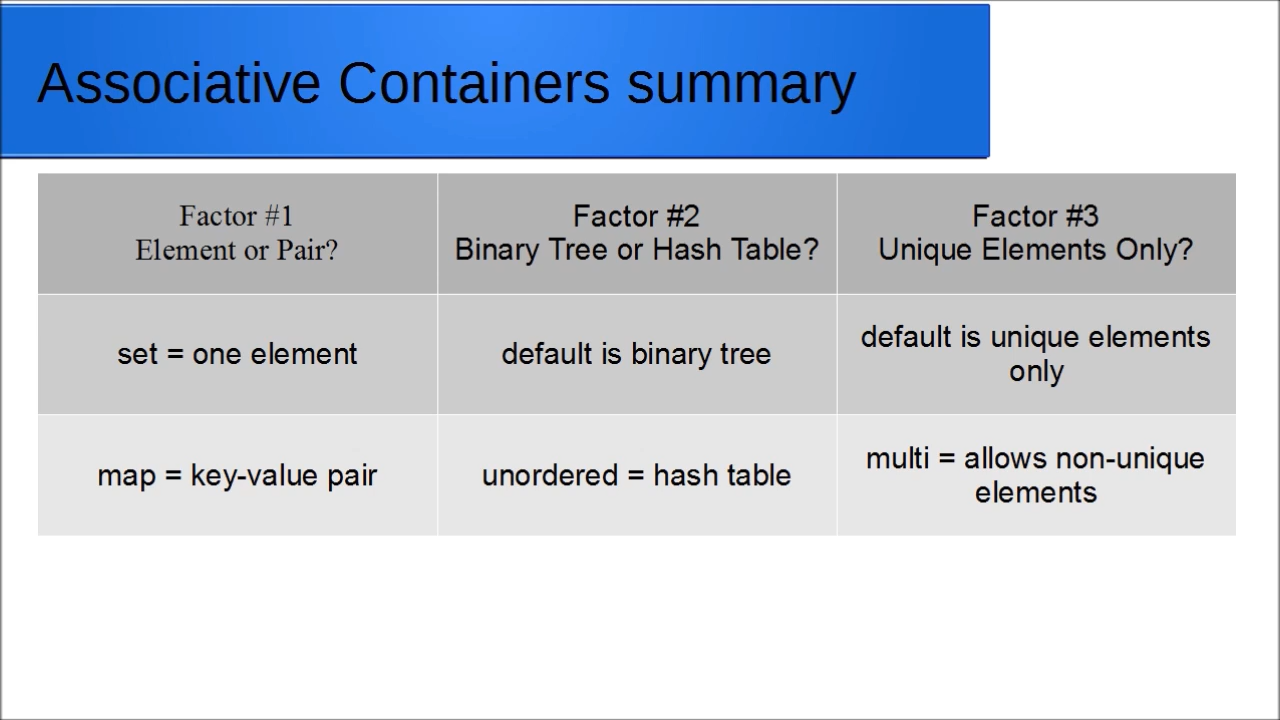 Associative Containers summary
Factor #1
Element or Pair?
Factor #2
Binary Tree or Hash Table?
Factor #3
Unique Elements Only?
set = one element
default is binary tree
default is unique elements
only
map = key-value pair
unordered = hash table
multi = allows non-unique
elements